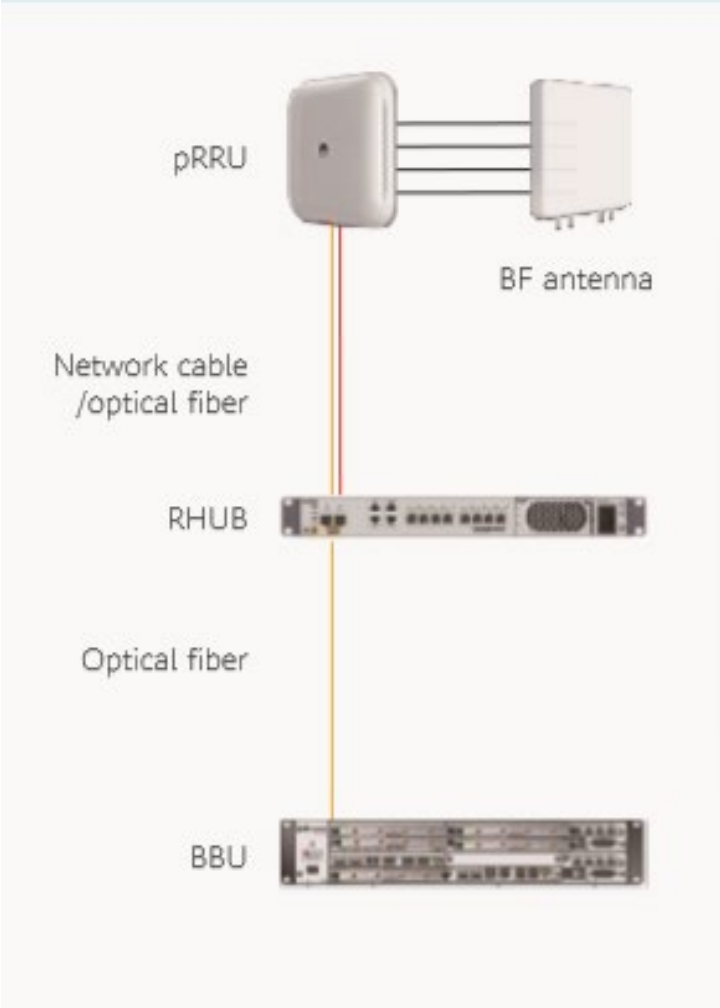 pRRU
BF antenna
Network cable
/optical fiber
RHUB
Optical fiber
BBU